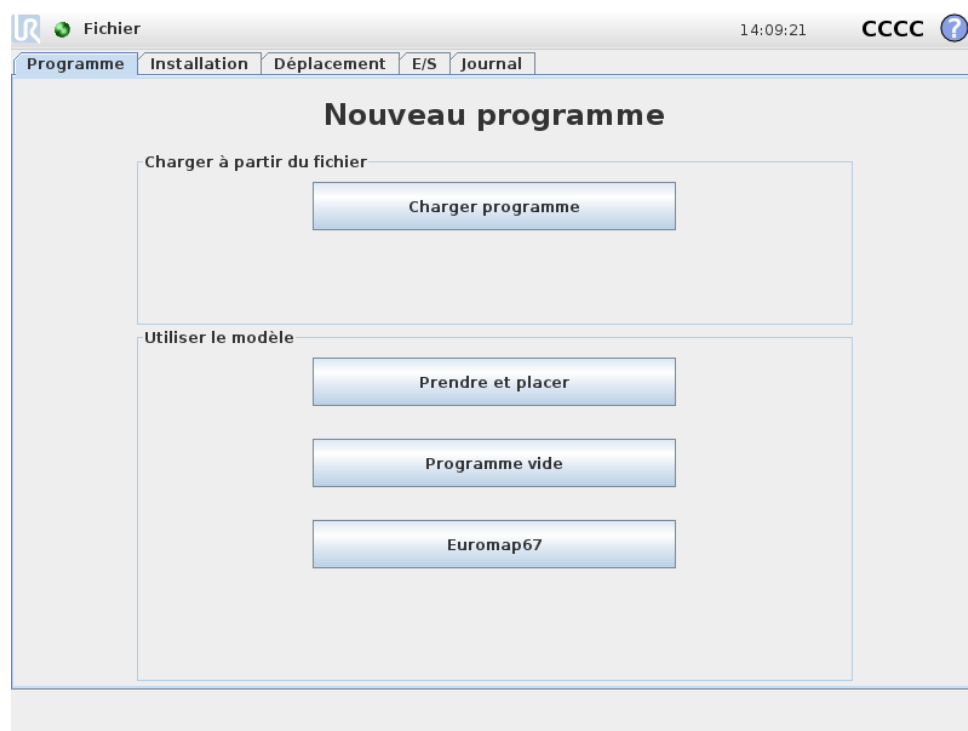 UR Fichier 14:09:21 CCCC ?
Programme Installation Déplacement E/S Journal
Nouveau programme
Charger à partir du fichier
Charger programme
Utiliser le modèle
Prendre et placer
Programme vide
Euromap67